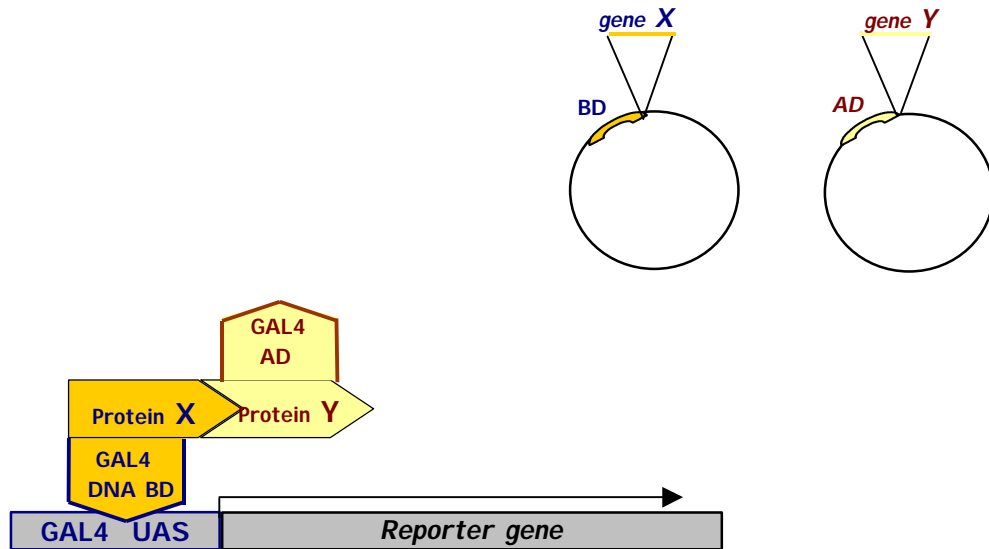 gene X
gene Y
BD
AD
GAL4
AD
Protein X
Protein Y
GAL4
DNA BD
GAL4 UAS
Reporter gene